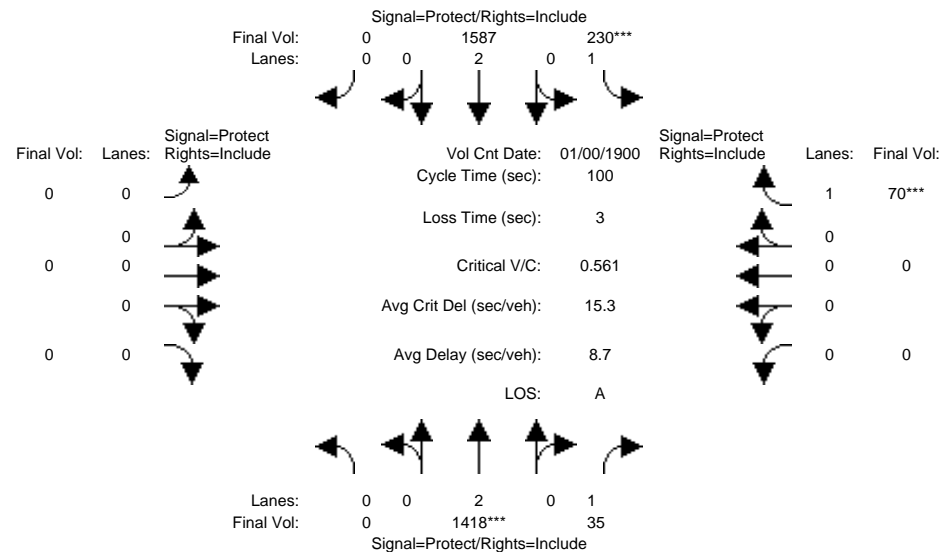 Signal=Protect/Rights=Include
Final Vol: 0 1587 230***
Lanes: 0 0 2 0 1
Signal=Protect Signal=Protect
Final Vol: Lanes: Rights=Include Vol Cnt Date: 01/00/1900 Rights=Include Lanes: Final Vol:
Cycle Time (sec): 100
0 0 1 70***
Loss Time (sec): 3
0 0
0 0 Critical V/C: 0.561 0 0
0 Avg Crit Del (sec/veh): 15.3 0
0 0 Avg Delay (sec/veh): 8.7 0 0
LOS: A
Lanes: 0 0 2 0 1
Final Vol: 0 1418*** 35
Signal=Protect/Rights=Include